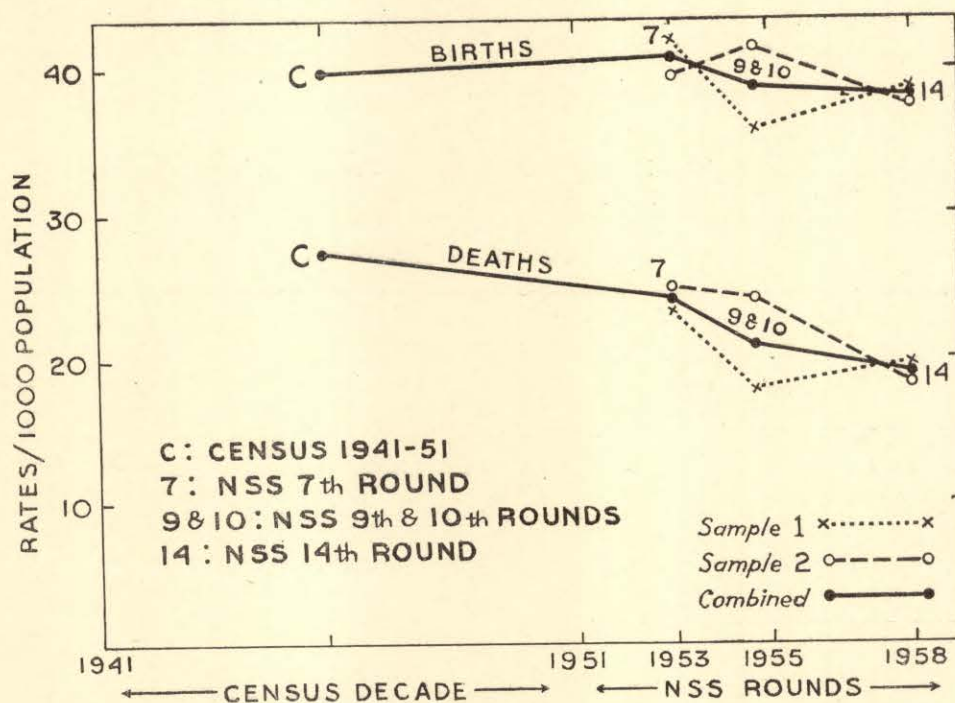 RATES/1000 POPULATION
40
30
20
10
C
BIRTHS
7
9&10
14
C
DEATHS
7
9&10
14
C: CENSUS 1941-51
7: NSS 7th ROUND
9&10: NSS 9th & 10th ROUNDS
14: NSS 14th ROUND
Sample 1
Sample 2
Combined
1941 1951 1953 1955 1958
CENSUS DECADE NSS ROUNDS